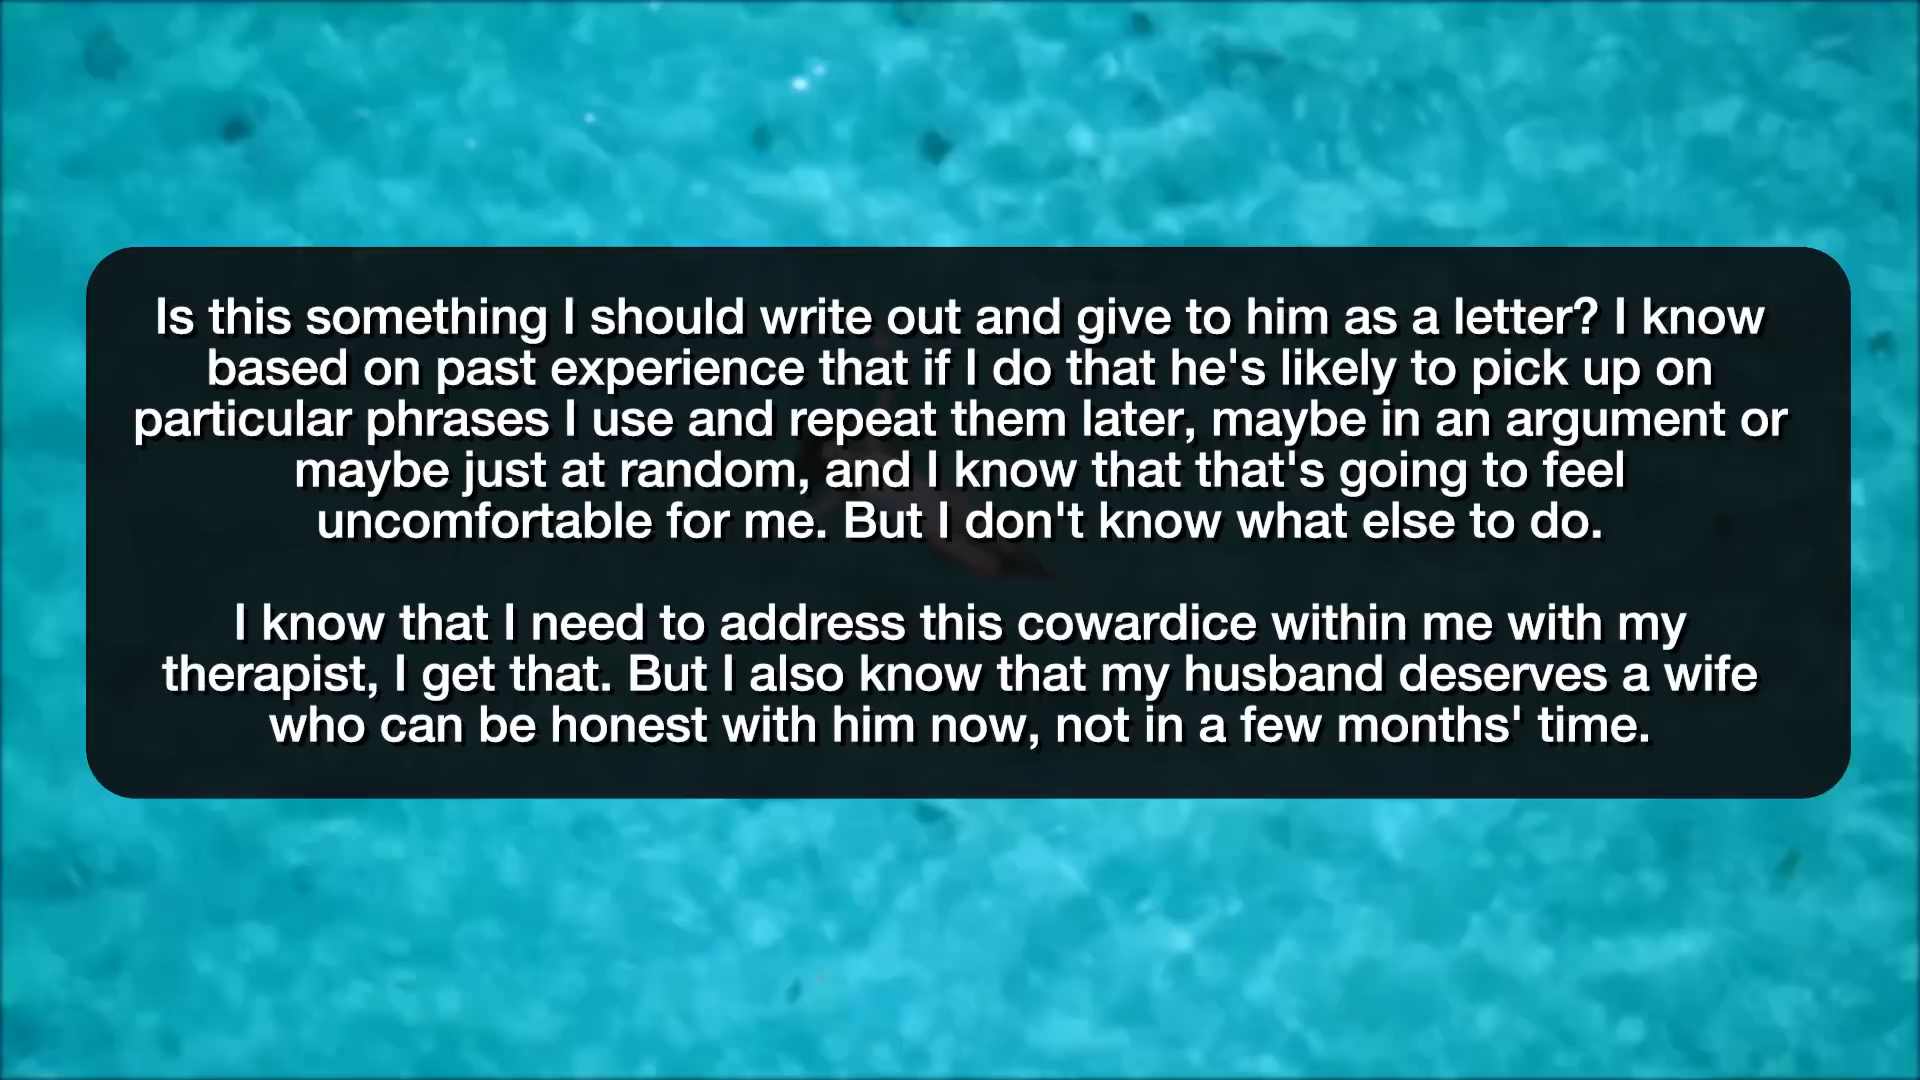 Is this something I should write out and give to him as a letter? I know
based on past experience that if I do that he's likely to pick up on
particular phrases I use and repeat them later, maybe in an argument or
maybe just at random, and I know that that's going to feel
uncomfortable for me. But I don't know what else to do.
I know that I need to address this cowardice within me with my
therapist, I get that. But I also know that my husband deserves a wife
who can be honest with him now, not in a few months' time.